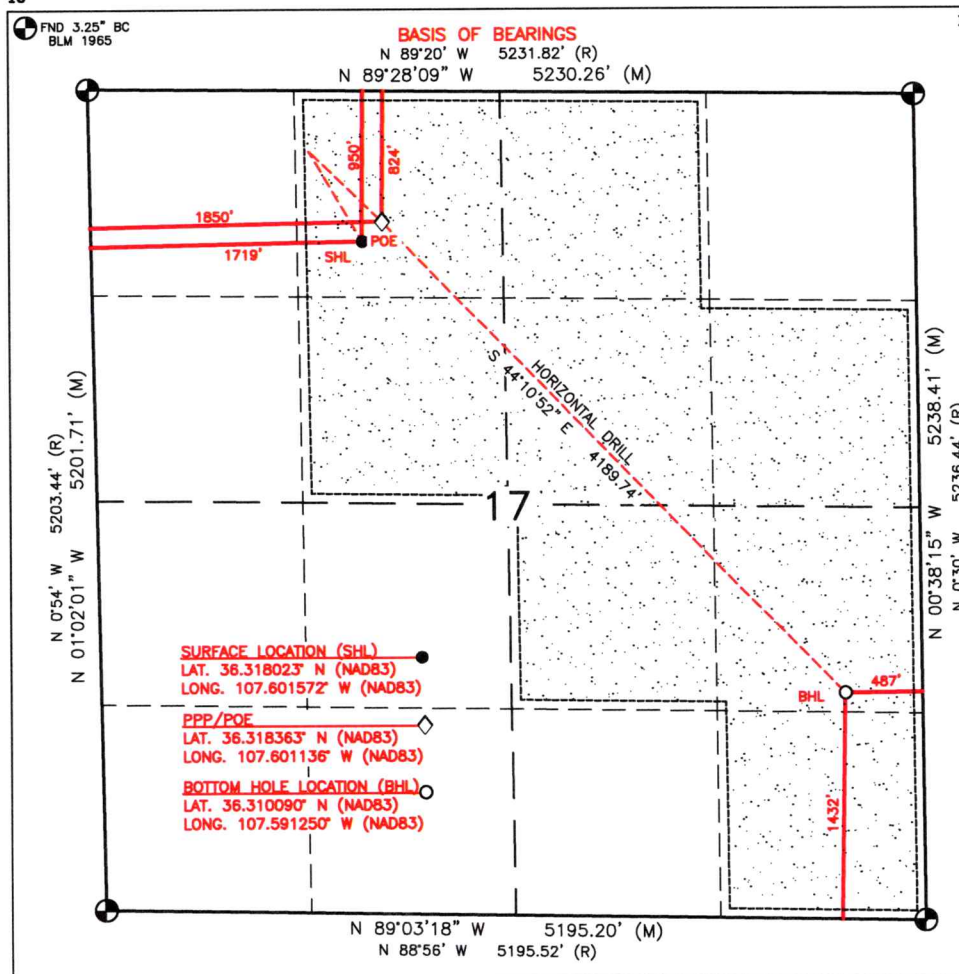 FND 3.25" BC
BLM 1965
BASIS OF BEARINGS
N 89°20' W 5231.82' (R)
N 89°28'09" W 5230.26' (M)
950'
824'
1850'
1719'
POE
SHL
HORIZONTAL DRILL
S 44°10'52" E 4189.74'
N 0°54' W 5203.44' (R)
N 01°02'01" W 5201.71' (M)
N 00°38'15" W 5238.41' (M)
N 0°30' W 5236.44' (R)
17
SURFACE LOCATION (SHL)
LAT. 36.318023° N (NAD83)
LONG. 107.601572° W (NAD83)
PPP/POE
LAT. 36.318363° N (NAD83)
LONG. 107.601136° W (NAD83)
BOTTOM HOLE LOCATION (BHL)
LAT. 36.310090° N (NAD83)
LONG. 107.591250° W (NAD83)
BHL
487'
1432'
N 89°03'18" W 5195.20' (M)
N 88°56' W 5195.52' (R)